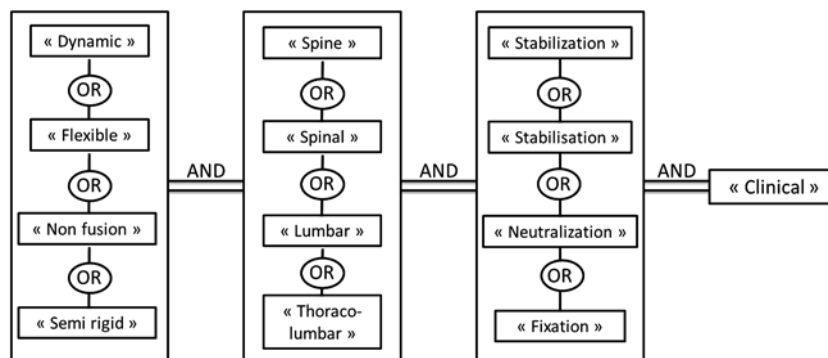 « Dynamic »
OR
« Flexible »
OR
« Non fusion »
OR
« Semi rigid »
AND
« Spine »
OR
« Spinal »
OR
« Lumbar »
OR
« Thoraco-
lumbar »
AND
« Stabilization »
OR
« Stabilisation »
OR
« Neutralization »
OR
« Fixation »
AND
« Clinical »